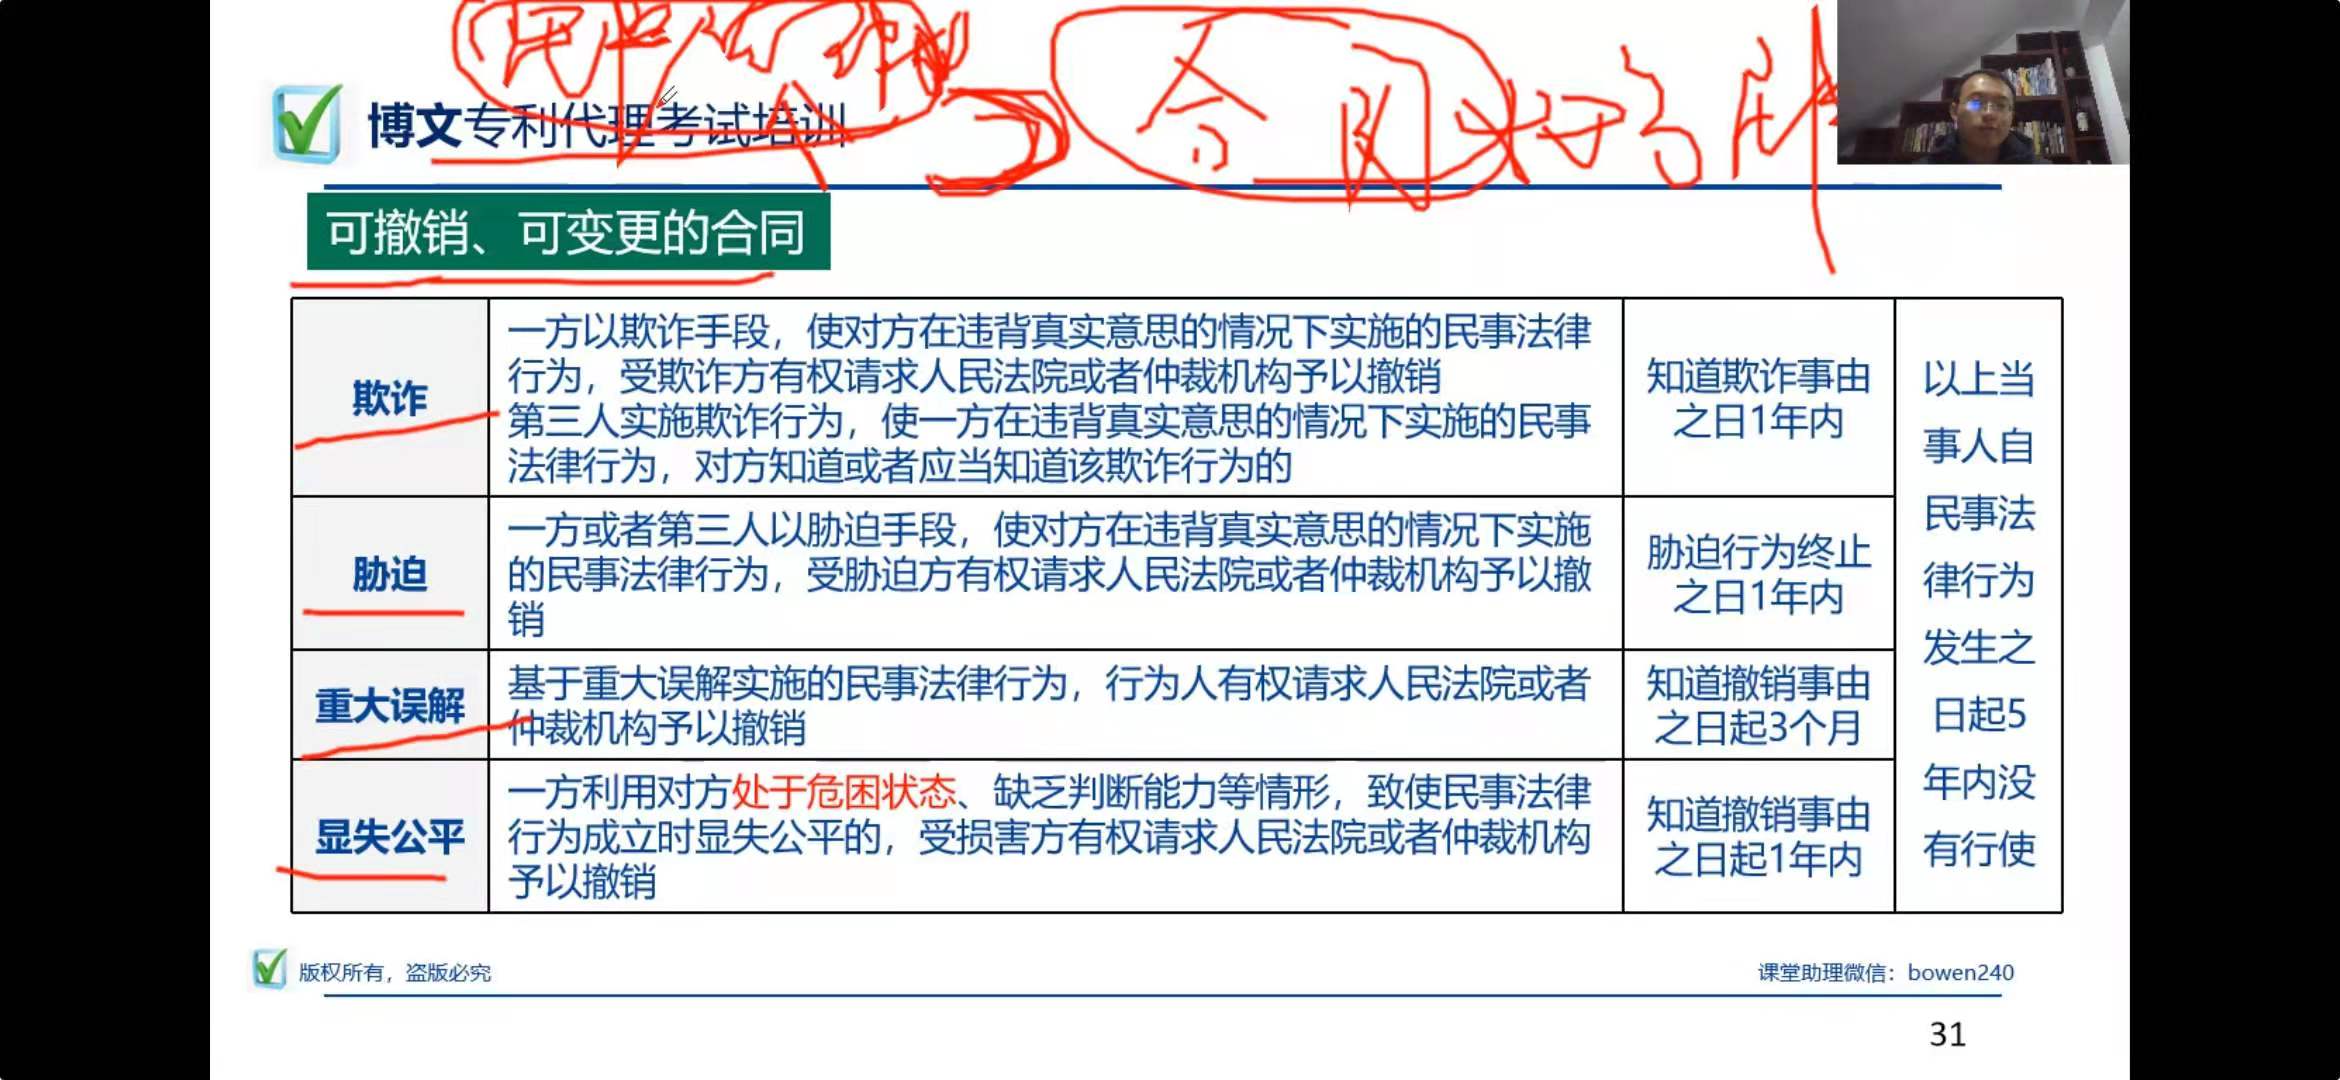 博文专利代理考试培训
可撤销、可变更的合同
欺诈
一方以欺诈手段，使对方在违背真实意思的情况下实施的民事法律
行为，受欺诈方有权请求人民法院或者仲裁机构予以撤销
第三人实施欺诈行为，使一方在违背真实意思的情况下实施的民事
法律行为，对方知道或者应当知道该欺诈行为的
知道欺诈事由
之日1年内
胁迫
一方或者第三人以胁迫手段，使对方在违背真实意思的情况下实施
的民事法律行为，受胁迫方有权请求人民法院或者仲裁机构予以撤
销
胁迫行为终止
之日1年内
重大误解
基于重大误解实施的民事法律行为，行为人有权请求人民法院或者
仲裁机构予以撤销
知道撤销事由
之日起3个月
显失公平
一方利用对方处于危困状态、缺乏判断能力等情形，致使民事法律
行为成立时显失公平的，受损害方有权请求人民法院或者仲裁机构
予以撤销
知道撤销事由
之日起1年内
以上当
事人自
民事法
律行为
发生之
日起5
年内没
有行使
版权所有，盗版必究
课堂助理微信：bowen240
31